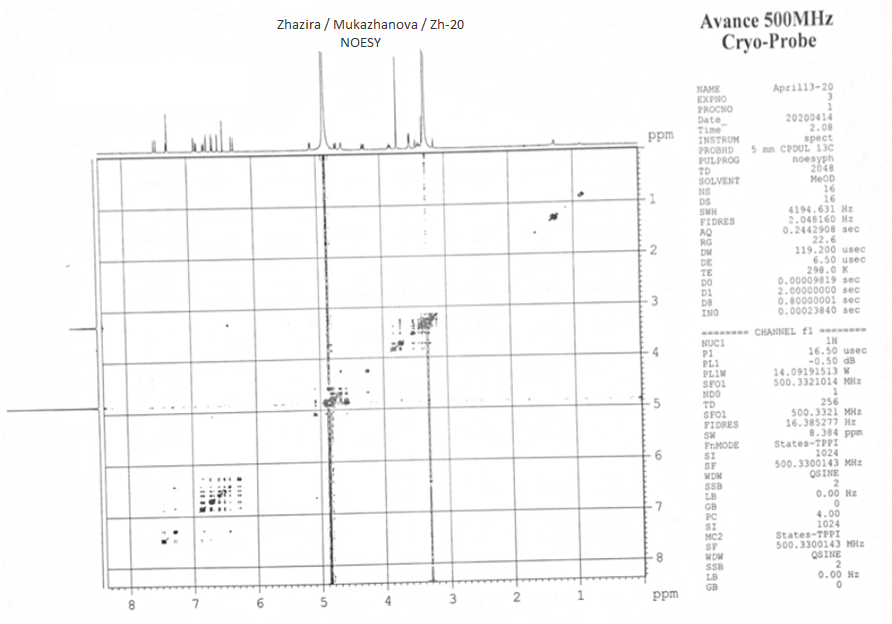 Zhazira / Mukazhanova / Zh-20
NOESY
Avance 500MHz
Cryo-Probe
ppm
1
2
3
4
5
6
7
8
8 7 6 5 4 3 2 1 ppm
NAME April13-20
EXPNO 3
PROCNO 1
Date_ 20200414
Time 2.08
INSTRUM spect
PROBHD 5 mm CPDUL 13C
PULPROG noesyph
TD 2048
SOLVENT MeOD
NS 16
DS 16
SWH 4194.631 Hz
FIDRES 2.048160 Hz
AQ 0.2442908 sec
RG 22.6
DW 119.200 usec
DE 6.50 usec
TE 298.0 K
D0 0.00009819 sec
D1 2.00000000 sec
D8 0.80000001 sec
IN0 0.00023840 sec
======== CHANNEL f1 ========
NUC1 1H
P1 16.50 usec
PL1 -0.50 dB
PL1W 14.09191513 W
SFO1 500.3321014 MHz
ND0 1
TD 256
SFO1 500.3321 MHz
FIDRES 16.385277 Hz
SW 8.384 ppm
FnMODE States-TPPI
SI 1024
SF 500.3300143 MHz
WDW QSINE
SSB 2
LB 0.00 Hz
GB 0
PC 4.00
SI 1024
MC2 States-TPPI
SF 500.3300143 MHz
WDW QSINE
SSB 2
LB 0.00 Hz
GB 0